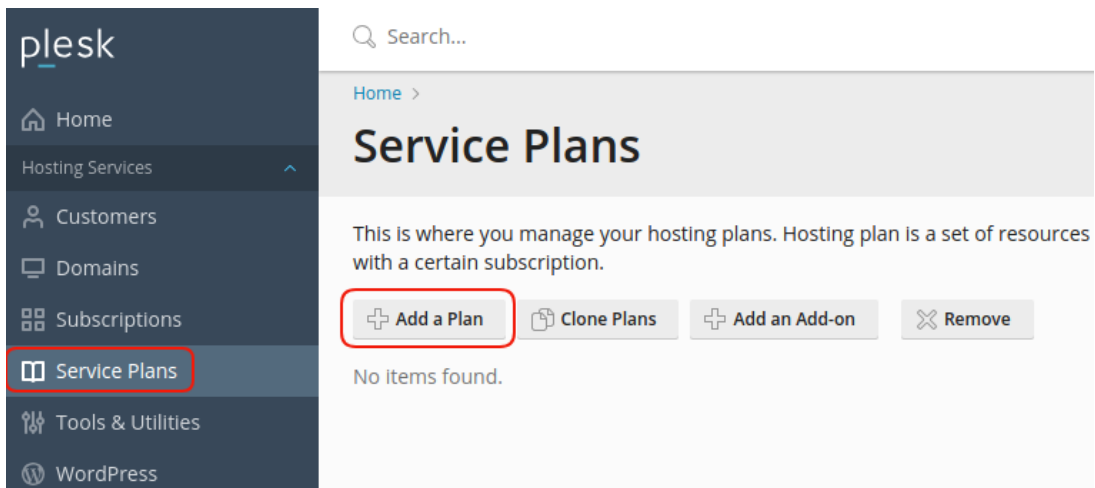 plesk
Home
Hosting Services
Customers
Domains
Subscriptions
Service Plans
Tools & Utilities
WordPress
Search...
Home >
Service Plans
This is where you manage your hosting plans. Hosting plan is a set of resources
with a certain subscription.
Add a Plan
Clone Plans
Add an Add-on
Remove
No items found.